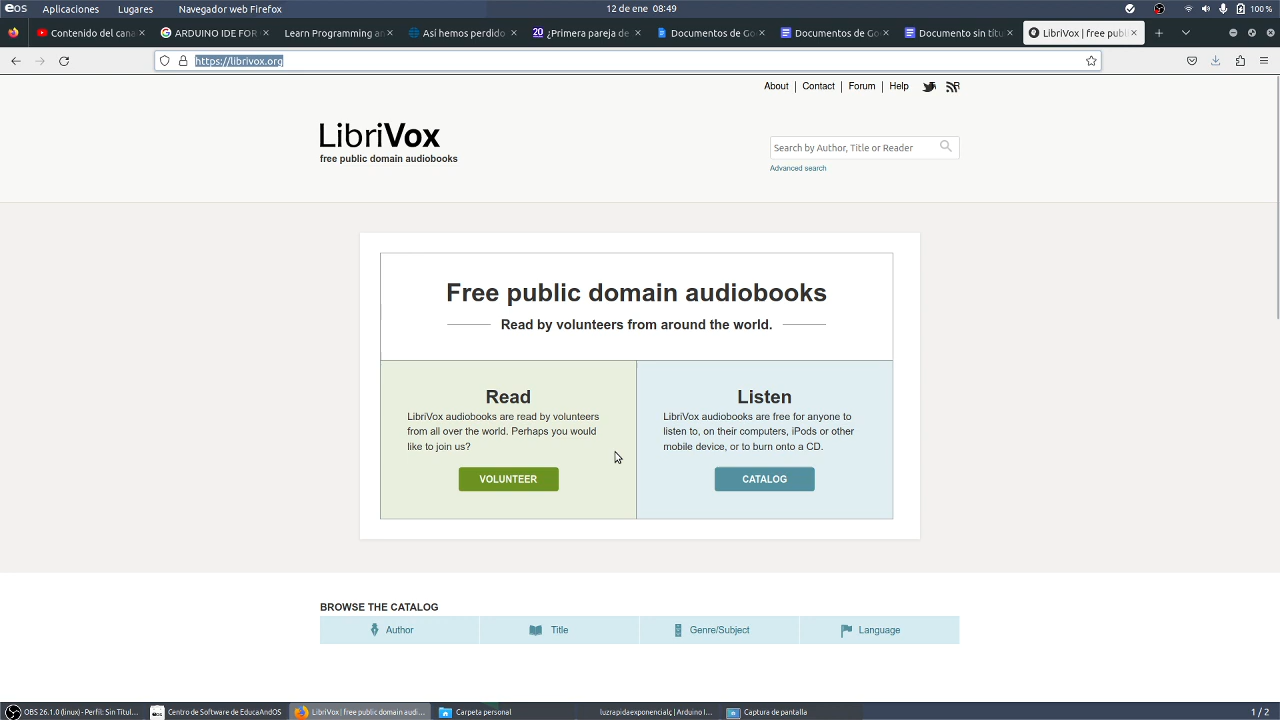 eOS Aplicaciones Lugares Navegador web Firefox 12 de ene 08:49 100 %
Contenido del cana ARDUINO IDE FOR Learn Programming an Así hemos perdido ¿Primera pareja de Documentos de Go Documentos de Goo Documento sin títu LibriVox | free publ
https://librivox.org
About | Contact | Forum | Help
LibriVox
free public domain audiobooks
Search by Author, Title or Reader
Advanced search
Free public domain audiobooks
Read by volunteers from around the world.
Read
LibriVox audiobooks are read by volunteers
from all over the world. Perhaps you would
like to join us?
VOLUNTEER
Listen
LibriVox audiobooks are free for anyone to
listen to, on their computers, iPods or other
mobile device, or to burn onto a CD.
CATALOG
BROWSE THE CATALOG
Author Title Genre/Subject Language
OBS 26.1.0 (linux) - Perfil: Sin Titul... Centro de Software de EducaAndOS LibriVox | free public domain audi... Carpeta personal luzrapidaexponencialç | Arduino I... Captura de pantalla 1 / 2